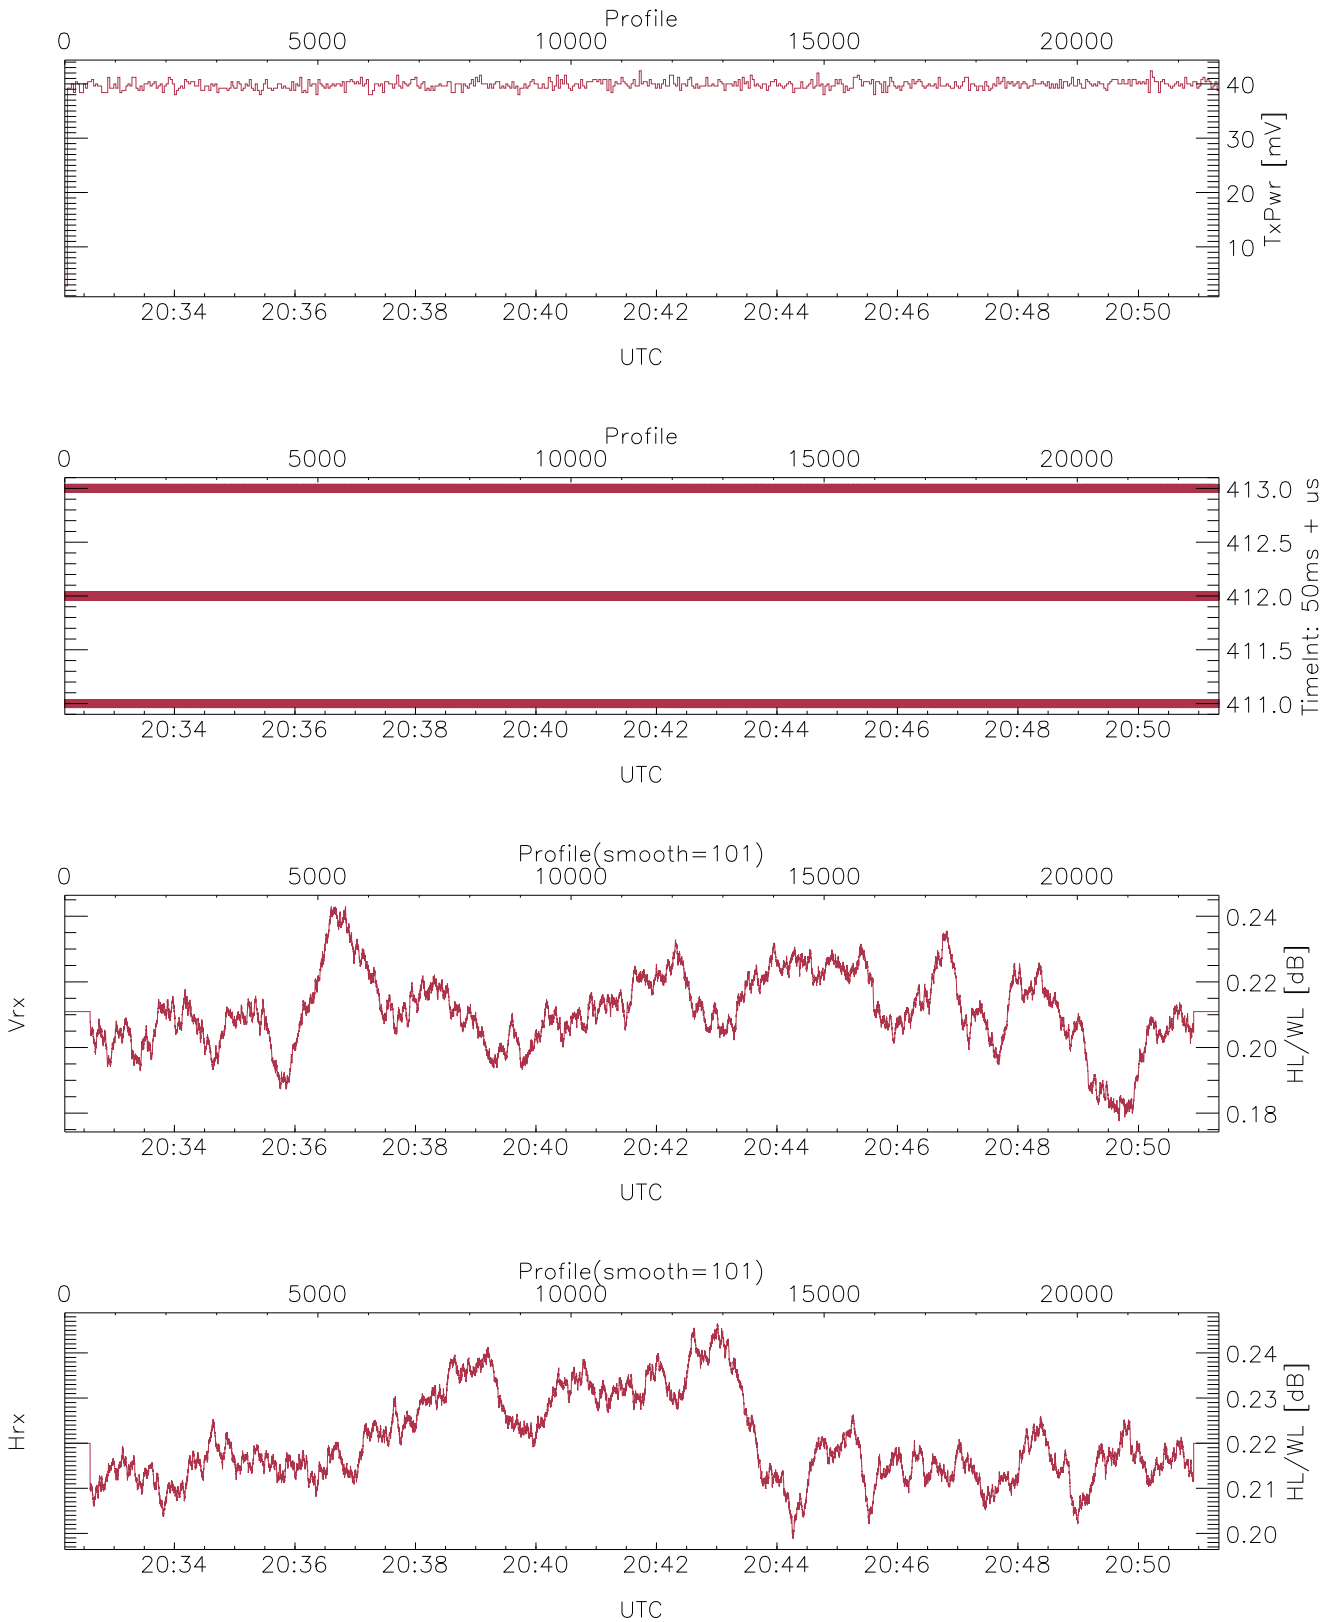 Profile
0 5000 10000 15000 20000
40
30
20
10
TxPwr [mV]
20:34 20:36 20:38 20:40 20:42 20:44 20:46 20:48 20:50
UTC
Profile
0 5000 10000 15000 20000
413.0
412.5
412.0
411.5
411.0
TimeInt: 50ms + us
20:34 20:36 20:38 20:40 20:42 20:44 20:46 20:48 20:50
UTC
Profile(smooth=101)
0 5000 10000 15000 20000
Vrx
0.24
0.22
0.20
0.18
HL/WL [dB]
20:34 20:36 20:38 20:40 20:42 20:44 20:46 20:48 20:50
UTC
Profile(smooth=101)
0 5000 10000 15000 20000
Hrx
0.24
0.23
0.22
0.21
0.20
HL/WL [dB]
20:34 20:36 20:38 20:40 20:42 20:44 20:46 20:48 20:50
UTC